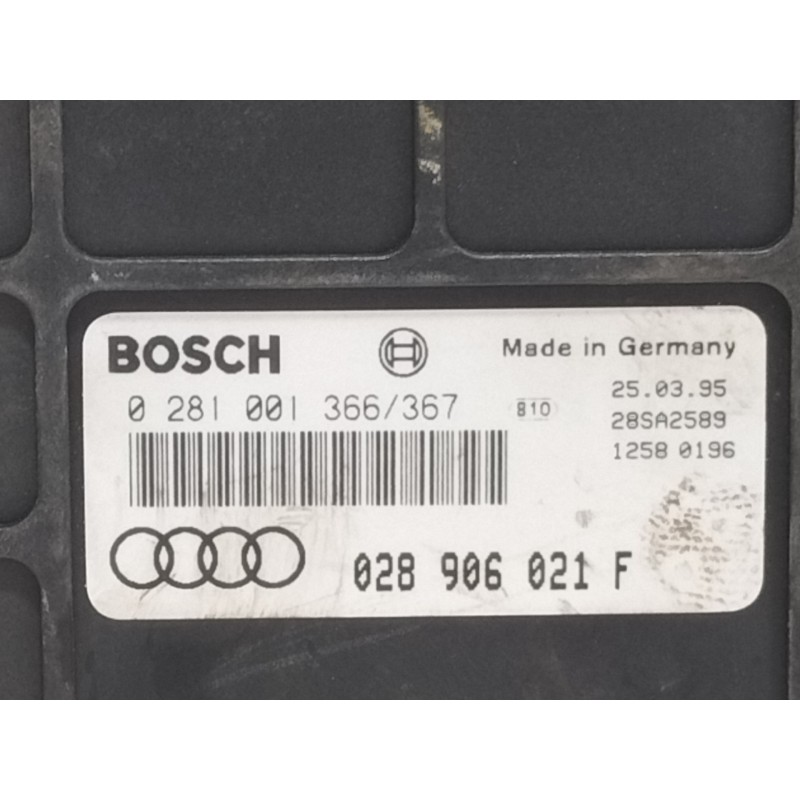 BOSCH
Made in Germany
0 281 001 366/367
810
25.03.95
28SA2589
1258 0196
028 906 021 F